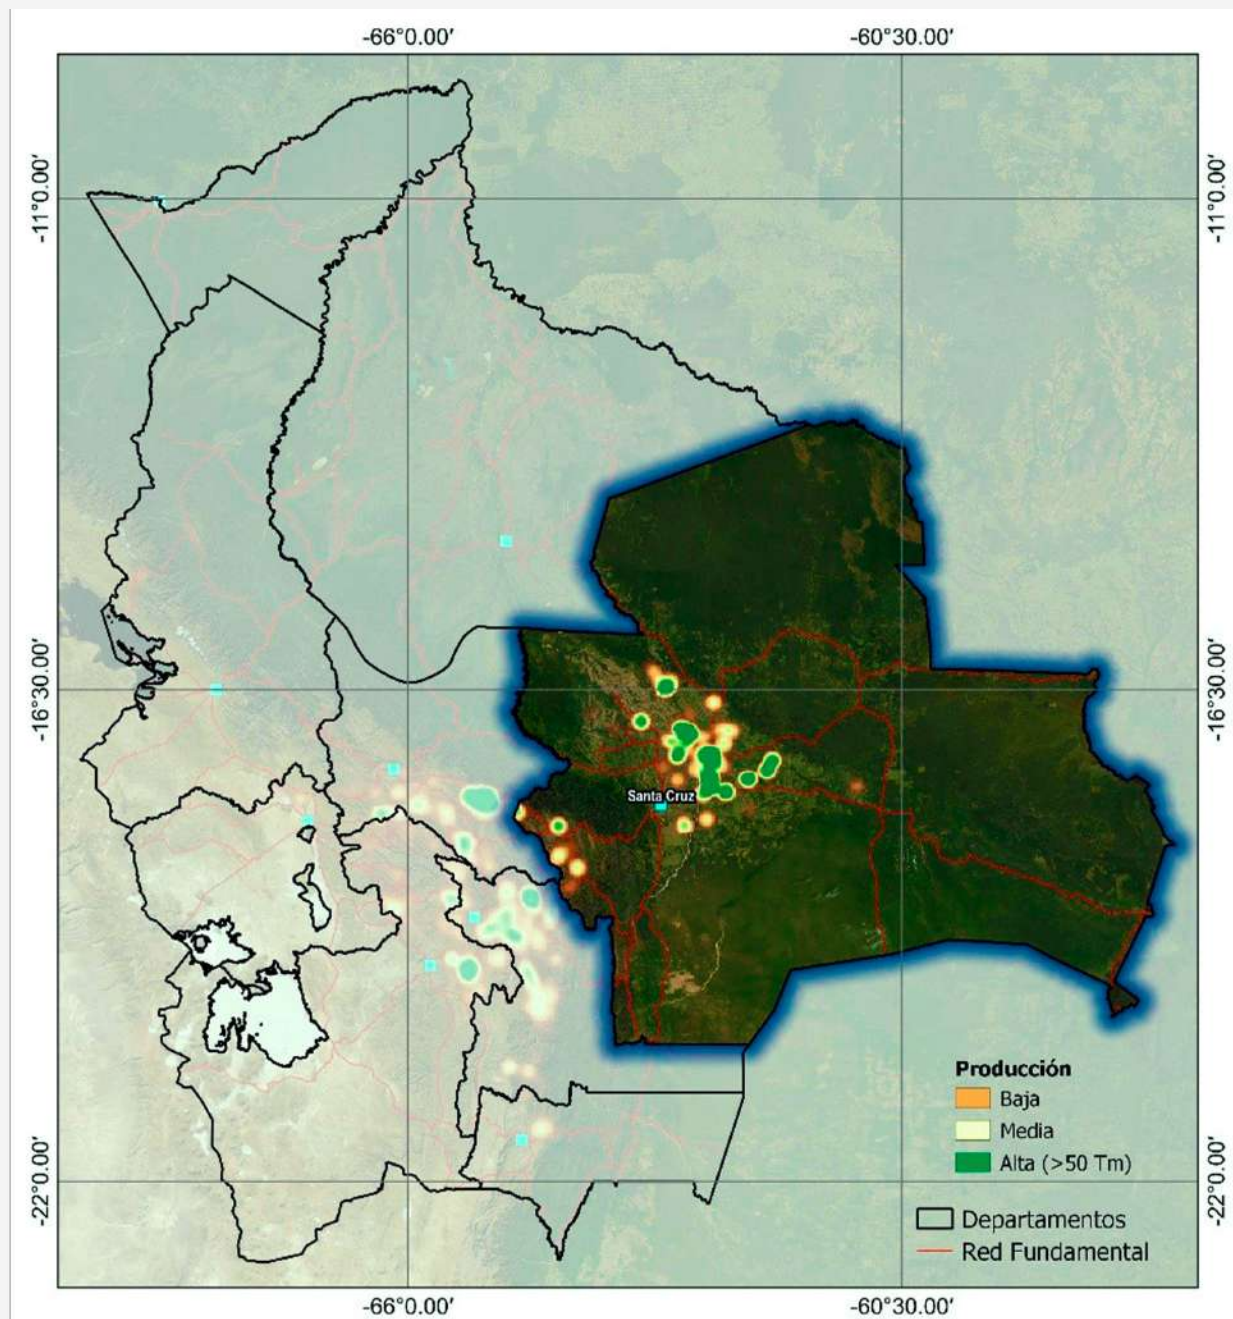 -66°0.00′
-60°30.00′
-11°0.00′
-11°0.00′
-16°30.00′
-16°30.00′
Santa Cruz
Producción
Baja
Media
Alta (>50 Tm)
-22°0.00′
-22°0.00′
Departamentos
Red Fundamental
-66°0.00′
-60°30.00′